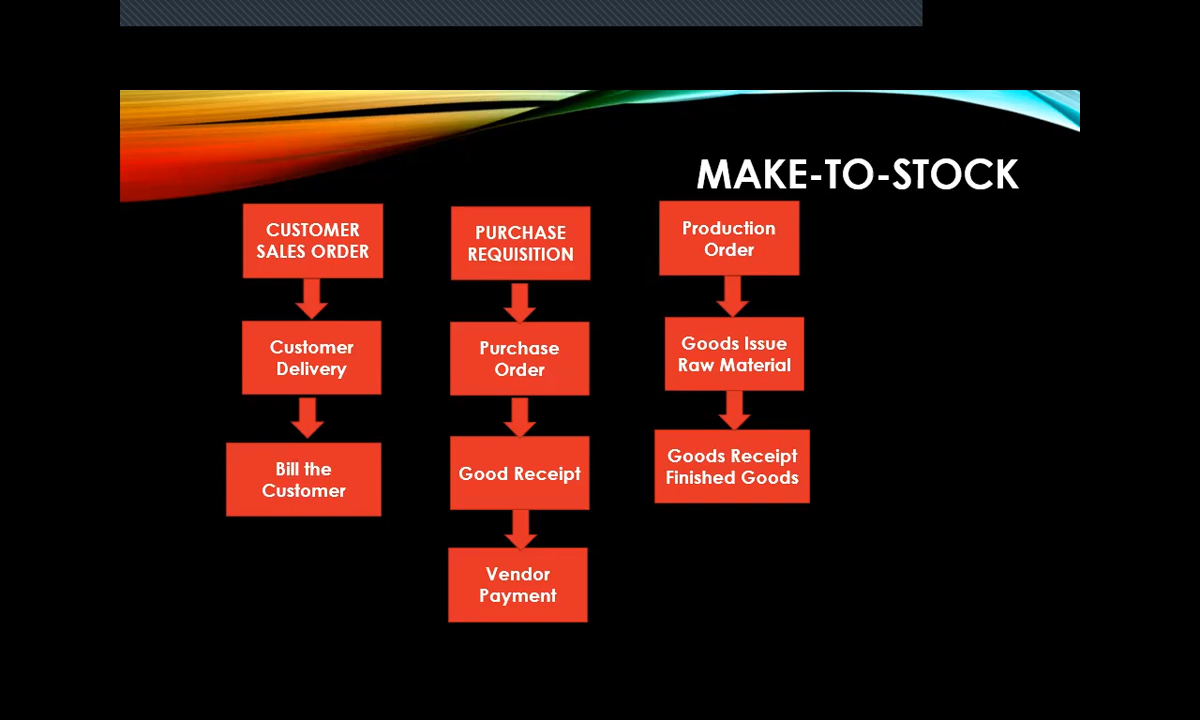 MAKE-TO-STOCK
CUSTOMER
SALES ORDER
Customer
Delivery
Bill the
Customer
PURCHASE
REQUISITION
Purchase
Order
Good Receipt
Vendor
Payment
Production
Order
Goods Issue
Raw Material
Goods Receipt
Finished Goods